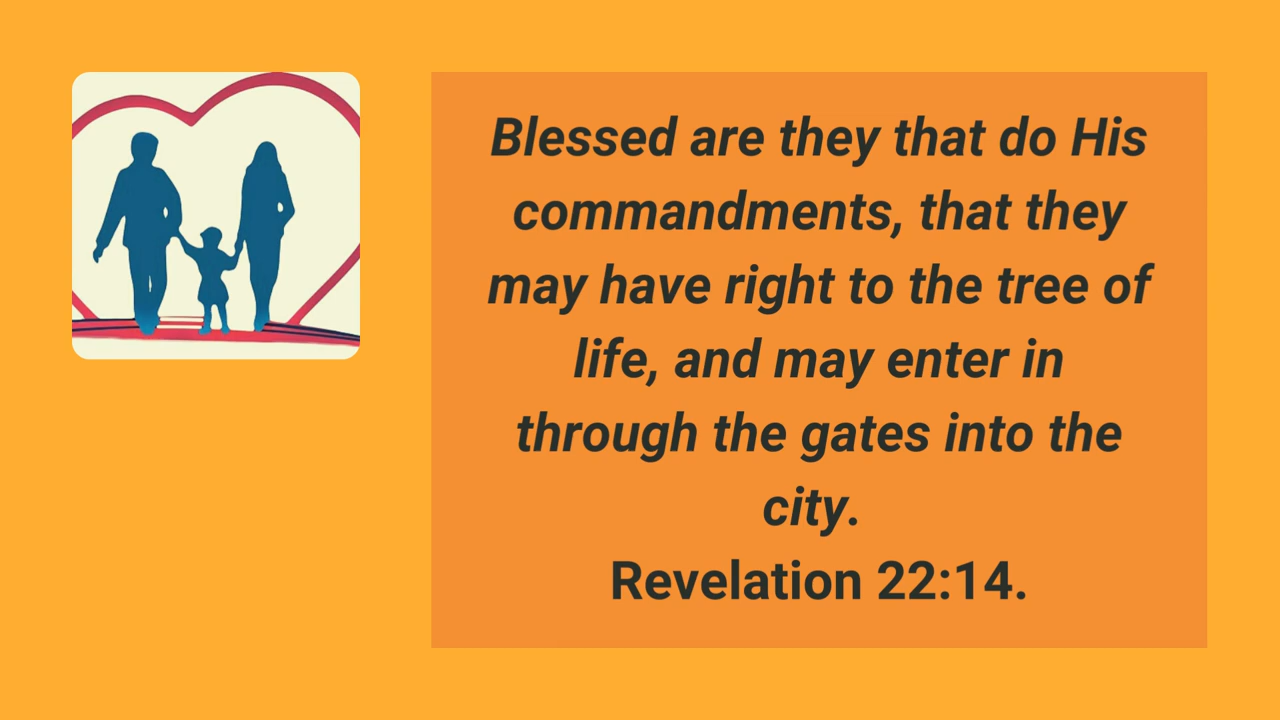 Blessed are they that do His
commandments, that they
may have right to the tree of
life, and may enter in
through the gates into the
city.
Revelation 22:14.